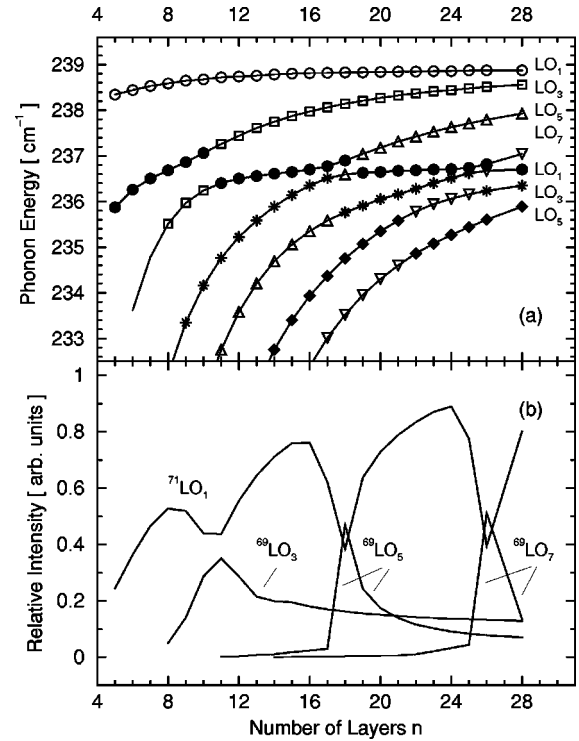 4 8 12 16 20 24 28
(a)
Phonon Energy [ cm⁻¹ ]
239
238
237
236
235
234
233
LO₁
LO₃
LO₅
LO₇
LO₁
LO₃
LO₅
(b)
Relative Intensity [ arb. units ]
1
0.8
0.6
0.4
0.2
0
⁷¹LO₁
⁶⁹LO₃
⁶⁹LO₅
⁶⁹LO₇
4 8 12 16 20 24 28
Number of Layers n